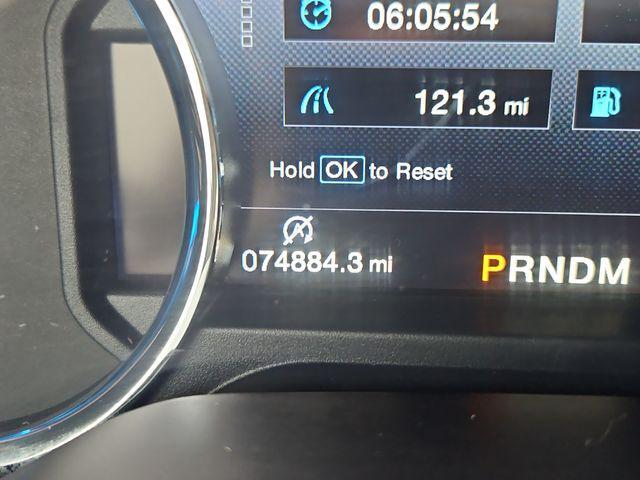 06:05:54
121.3 mi
Hold OK to Reset
074884.3 mi
PRNDM